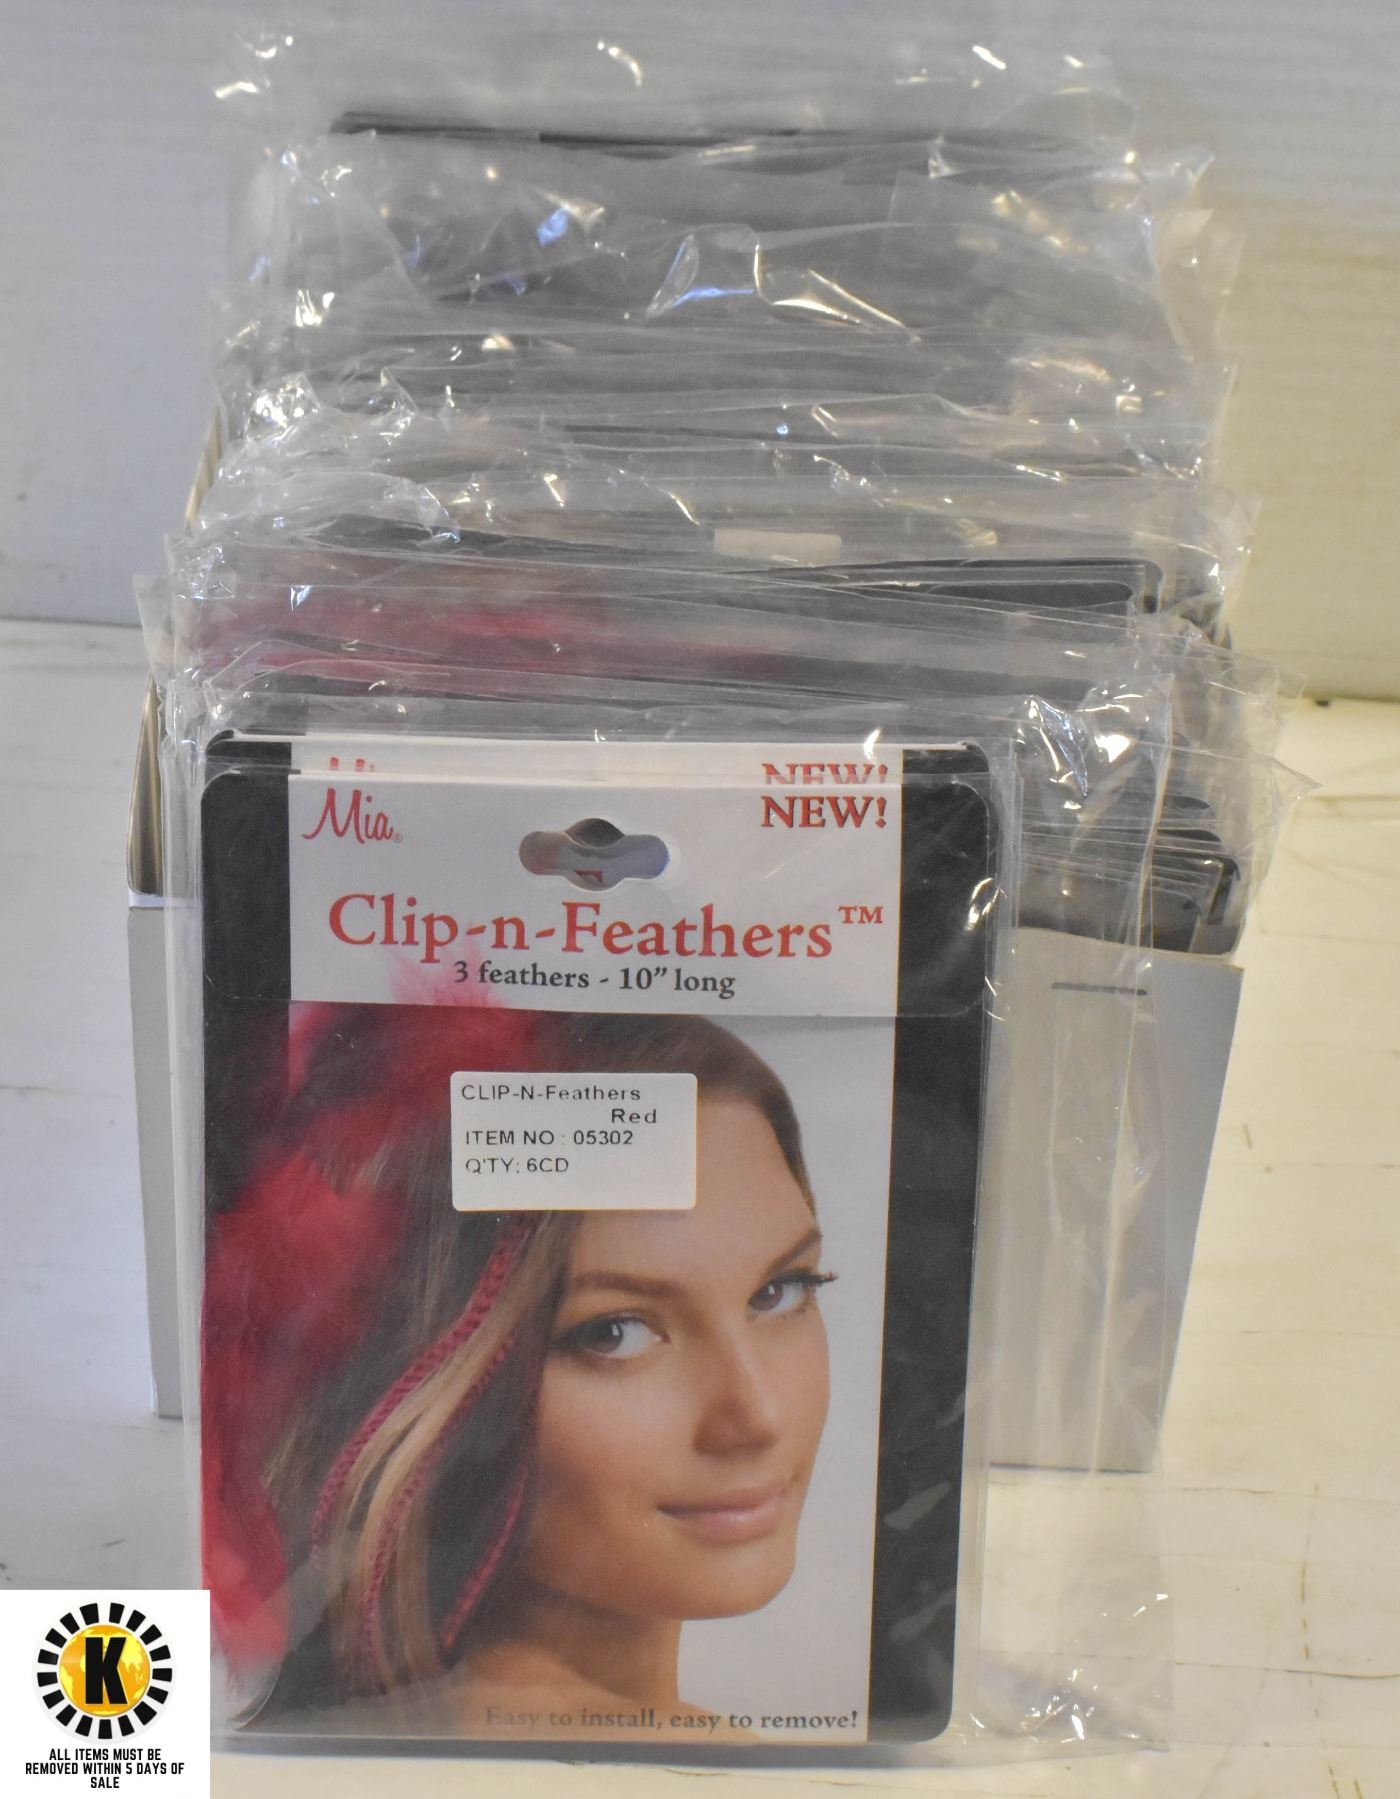 NEW!
Mia®
NEW!
Clip-n-Feathers™
3 feathers - 10" long
CLIP-N-Feathers
Red
ITEM NO : 05302
Q'TY: 6CD
Easy to install, easy to remove!
K
ALL ITEMS MUST BE
REMOVED WITHIN 5 DAYS OF
SALE